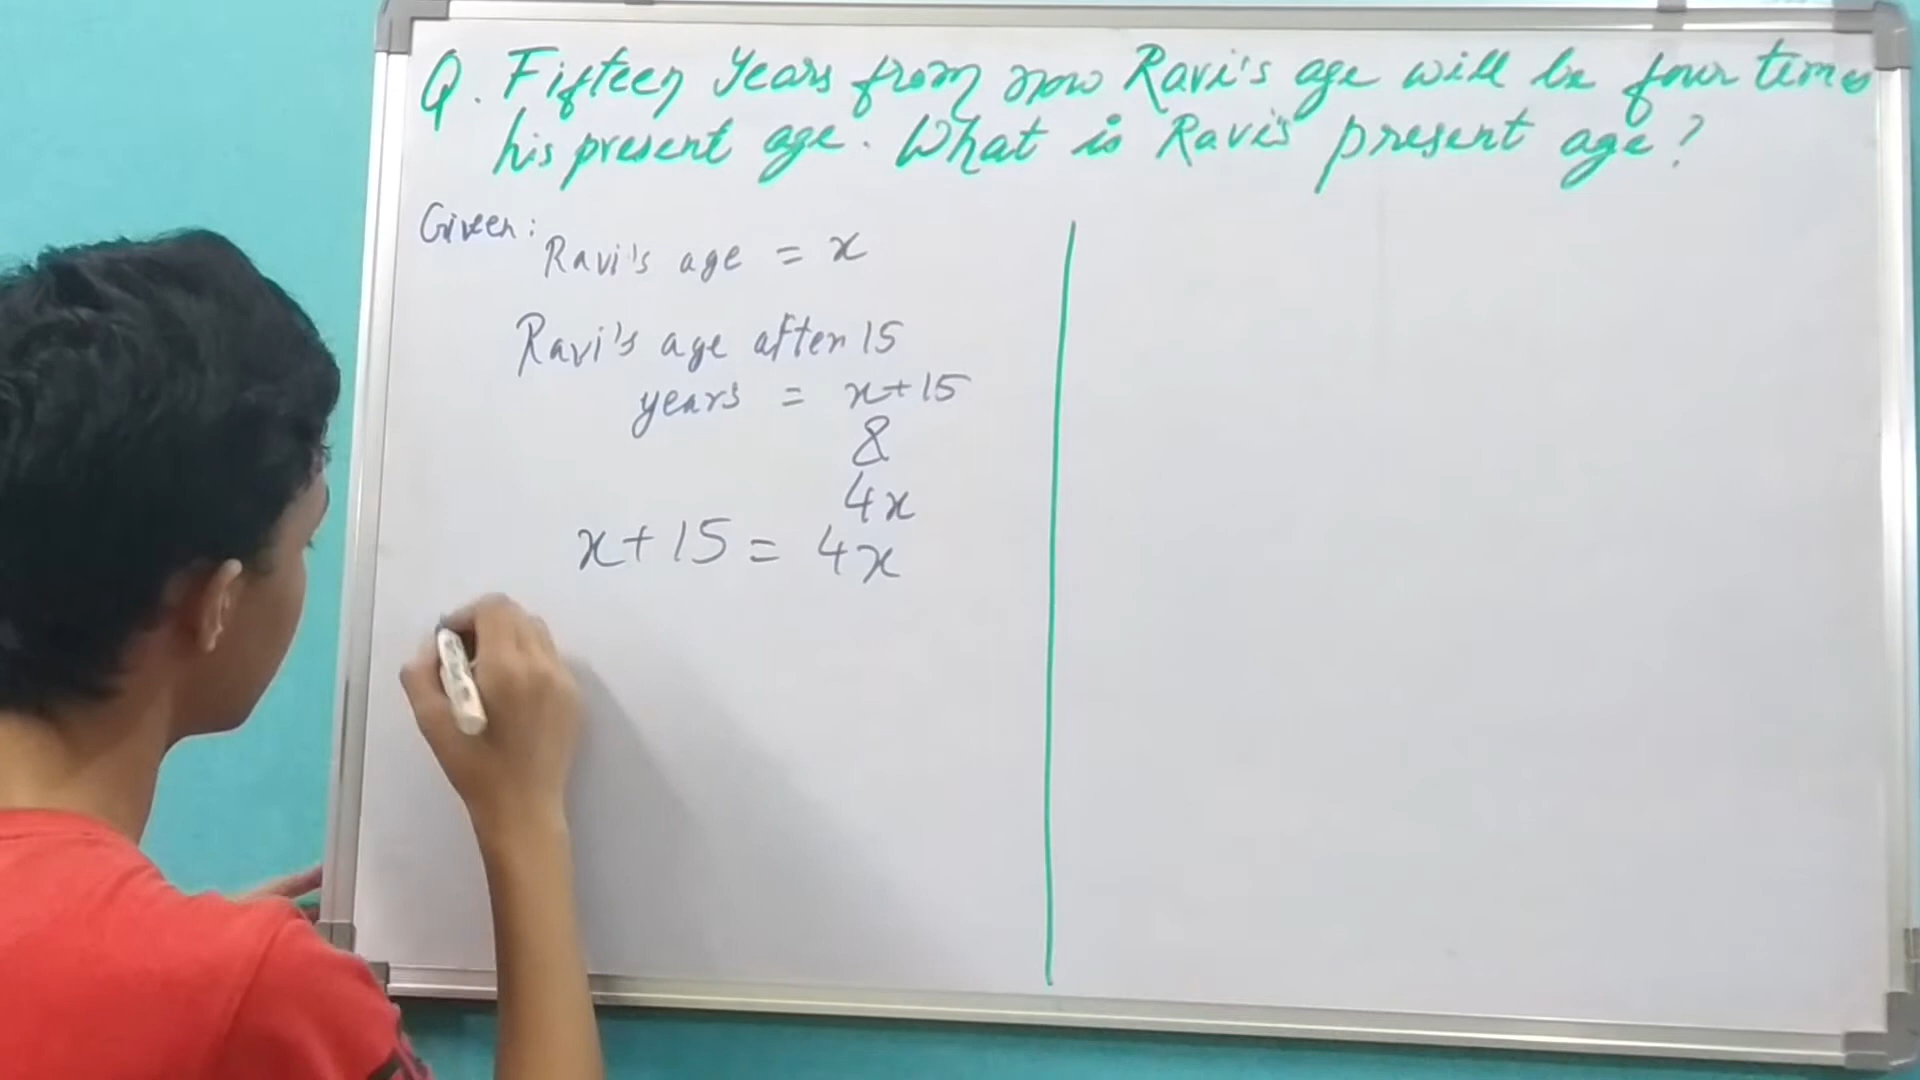 Q. Fifteen Years from now Ravi's age will be four times
his present age. What is Ravi's present age?
Given:
Ravi's age = x
Ravi's age after 15
years = x+15
&
4x
x+15 = 4x